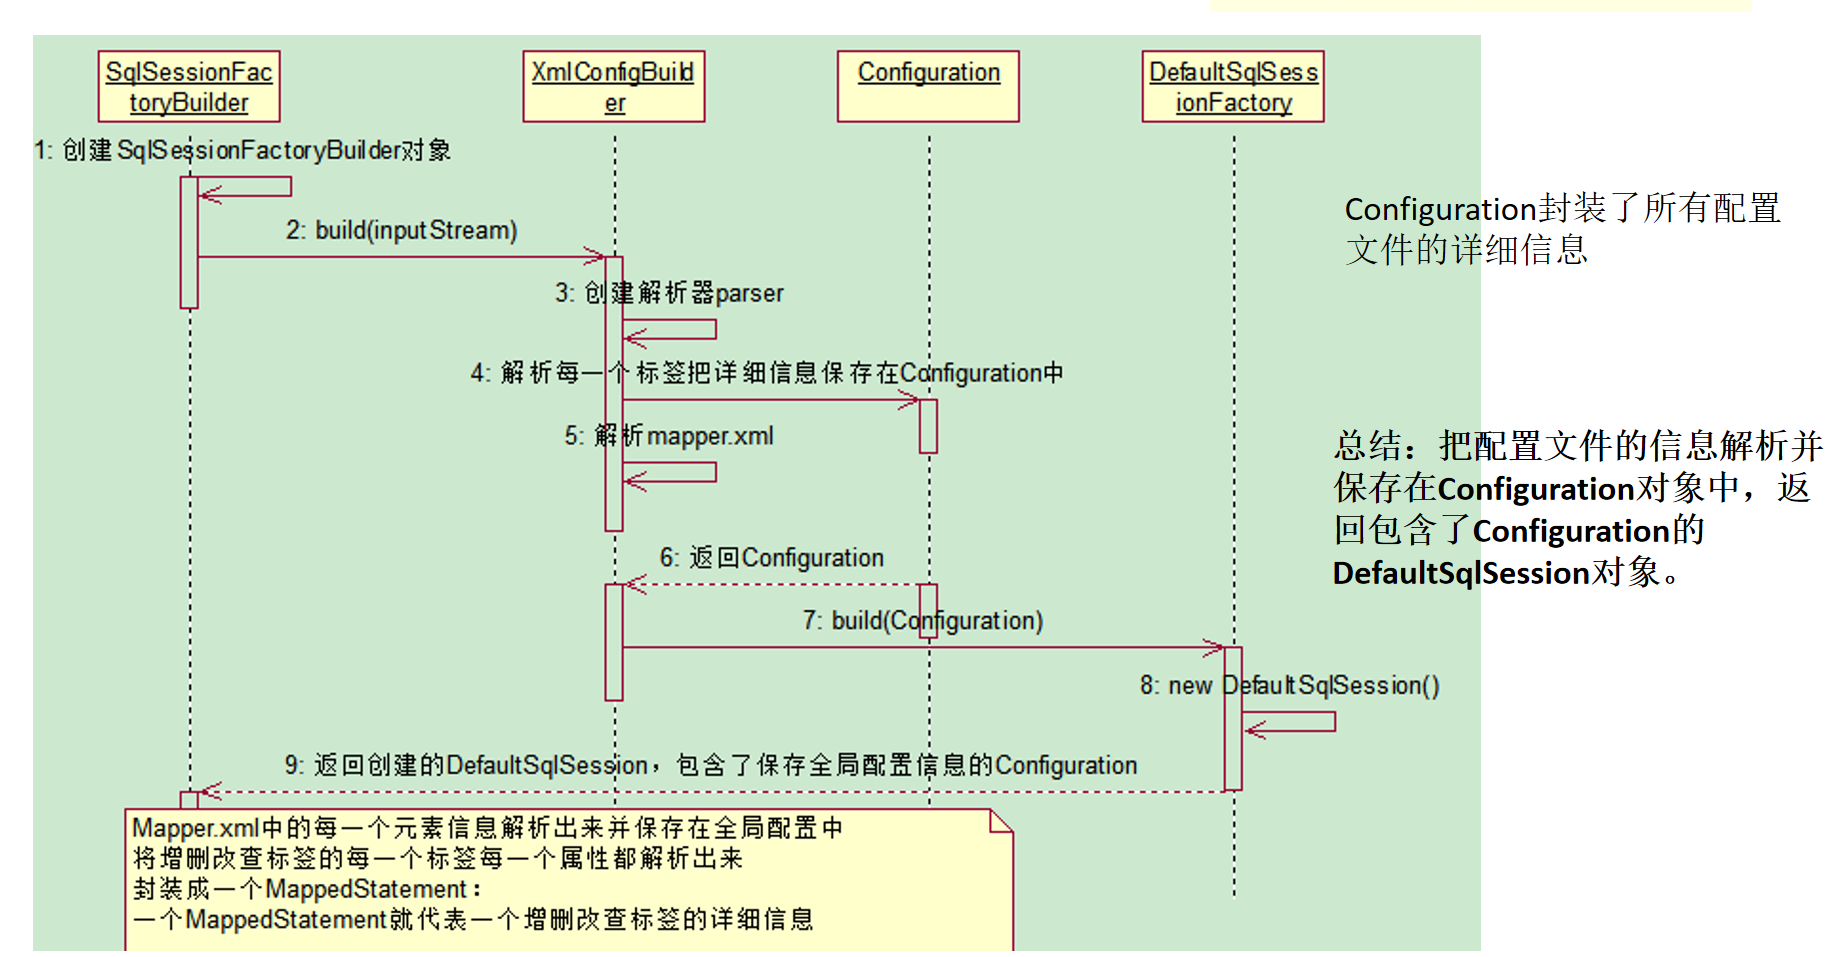 SqlSessionFac
toryBuilder
XmlConfigBuild
er
Configuration
DefaultSqlSess
ionFactory
1: 创建SqlSessionFactoryBuilder对象
2: build(inputStream)
3: 创建解析器parser
4: 解析每一个标签把详细信息保存在Configuration中
5: 解析mapper.xml
6: 返回Configuration
7: build(Configuration)
8: new DefaultSqlSession()
9: 返回创建的DefaultSqlSession，包含了保存全局配置信息的Configuration
Mapper.xml中的每一个元素信息解析出来并保存在全局配置中
将增删改查标签的每一个标签每一个属性都解析出来
封装成一个MappedStatement：
一个MappedStatement就代表一个增删改查标签的详细信息
Configuration封装了所有配置
文件的详细信息
总结：把配置文件的信息解析并
保存在Configuration对象中，返
回包含了Configuration的
DefaultSqlSession对象。